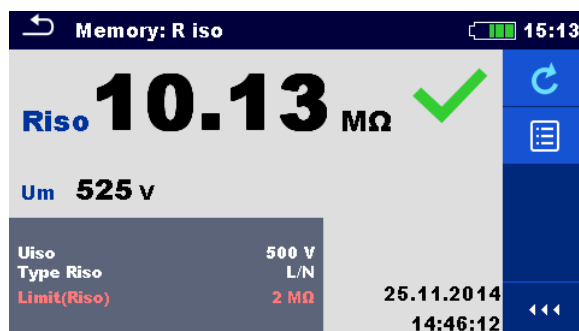 Memory: R iso 15:13
Riso 10.13 MΩ
Um 525 V
Uiso 500 V
Type Riso L/N
Limit(Riso) 2 MΩ
25.11.2014
14:46:12